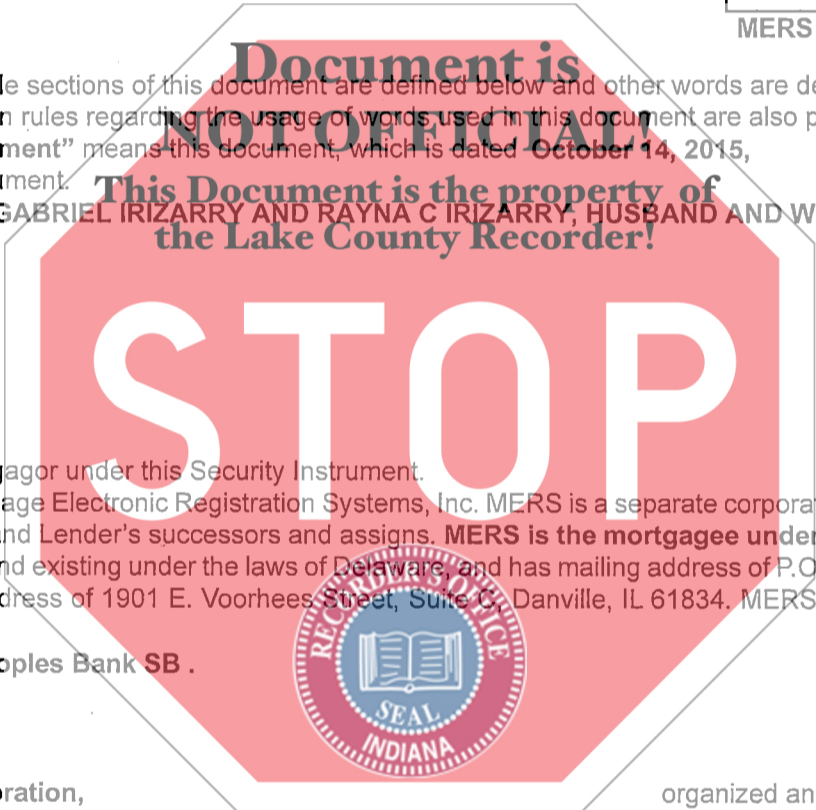 MERS
Document is
e sections of this document are defined below and other words are de
n rules regarding the usage of words used in this document are also p
NOT OFFICIAL!
ment” means this document, which is dated October 14, 2015,
ment.
This Document is the property of
GABRIEL IRIZARRY AND RAYNA C IRIZARRY, HUSBAND AND W
the Lake County Recorder!
STOP
agor under this Security Instrument.
age Electronic Registration Systems, Inc. MERS is a separate corporat
nd Lender's successors and assigns. MERS is the mortgagee under
nd existing under the laws of Delaware, and has mailing address of P.O
dress of 1901 E. Voorhees Street, Suite C, Danville, IL 61834. MERS
RECORDER'S OFFICE
oples Bank SB .
SEAL
INDIANA
ration,
organized an